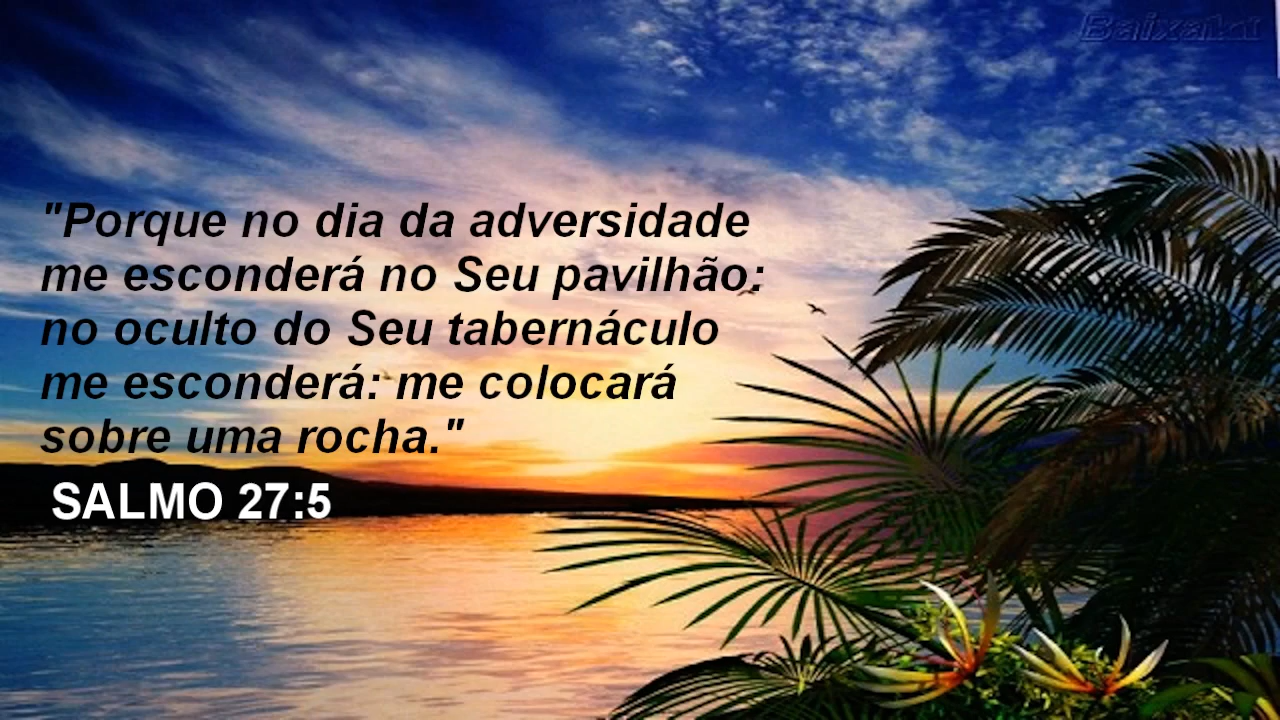 Baixaki
"Porque no dia da adversidade
me esconderá no Seu pavilhão:
no oculto do Seu tabernáculo
me esconderá: me colocará
sobre uma rocha."
SALMO 27:5